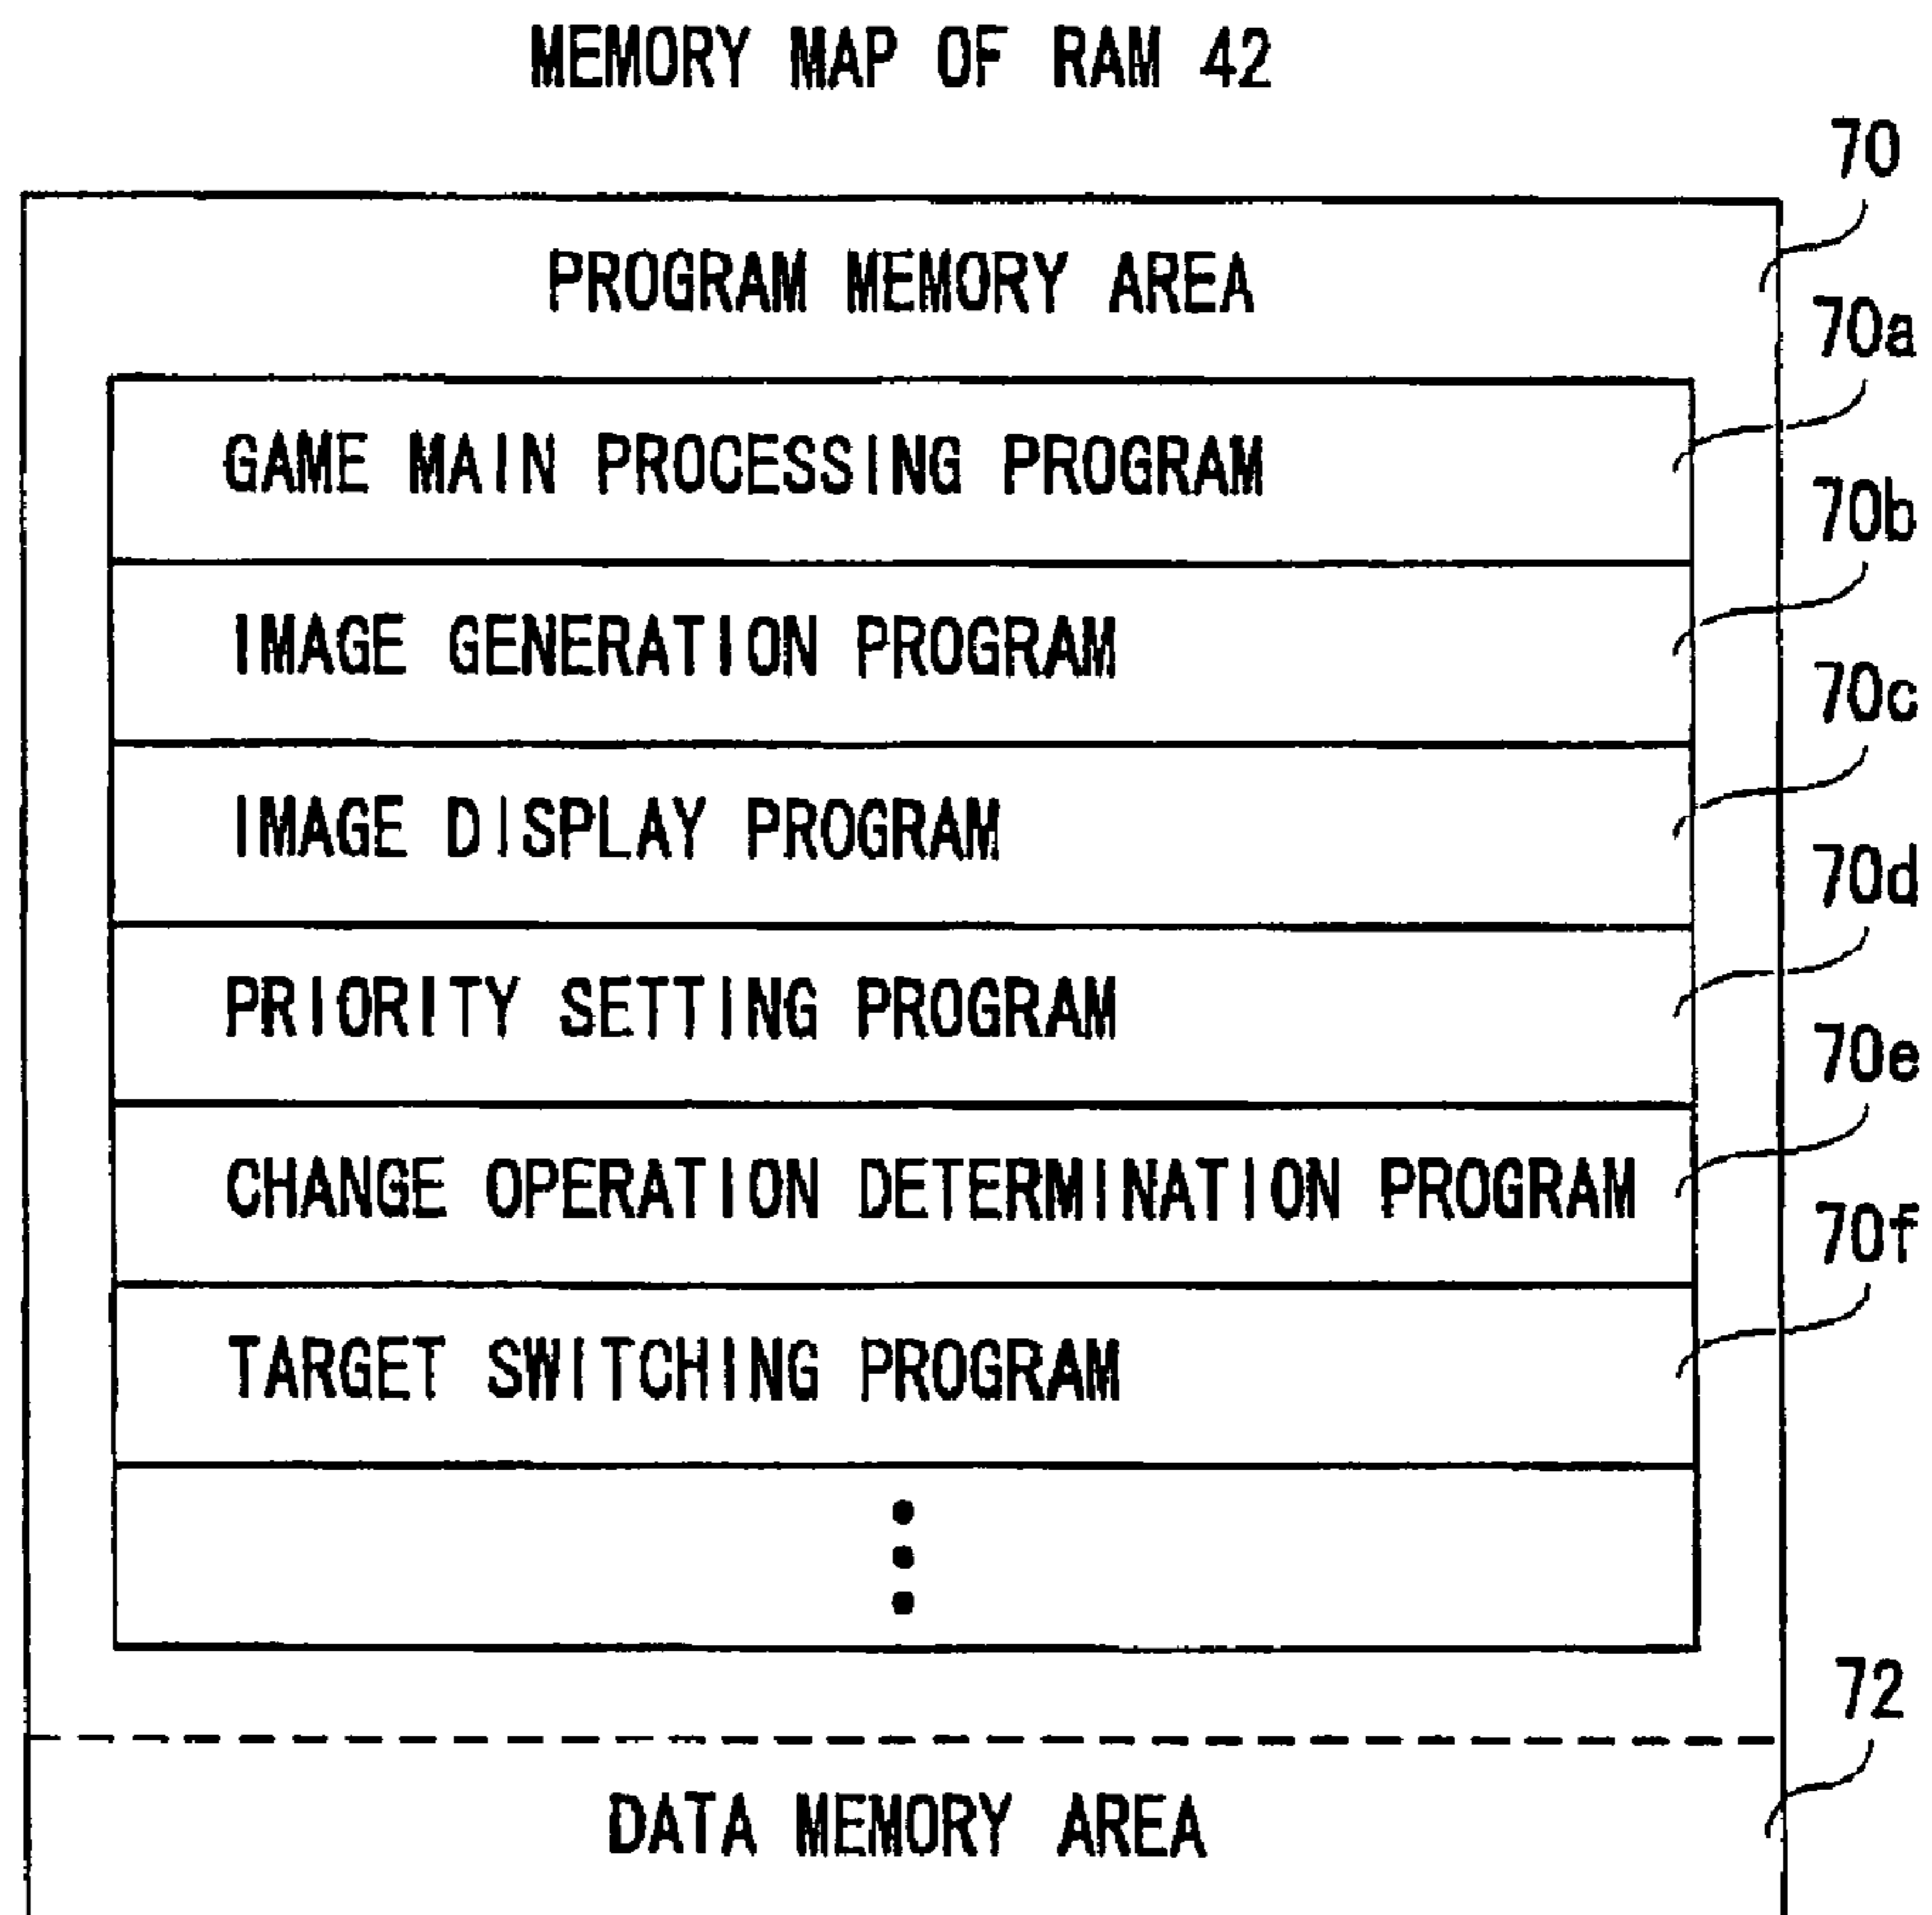 MEMORY MAP OF RAM 42
70
PROGRAM MEMORY AREA
70a
GAME MAIN PROCESSING PROGRAM
70b
IMAGE GENERATION PROGRAM
70c
IMAGE DISPLAY PROGRAM
70d
PRIORITY SETTING PROGRAM
70e
CHANGE OPERATION DETERMINATION PROGRAM
70f
TARGET SWITCHING PROGRAM
72
DATA MEMORY AREA